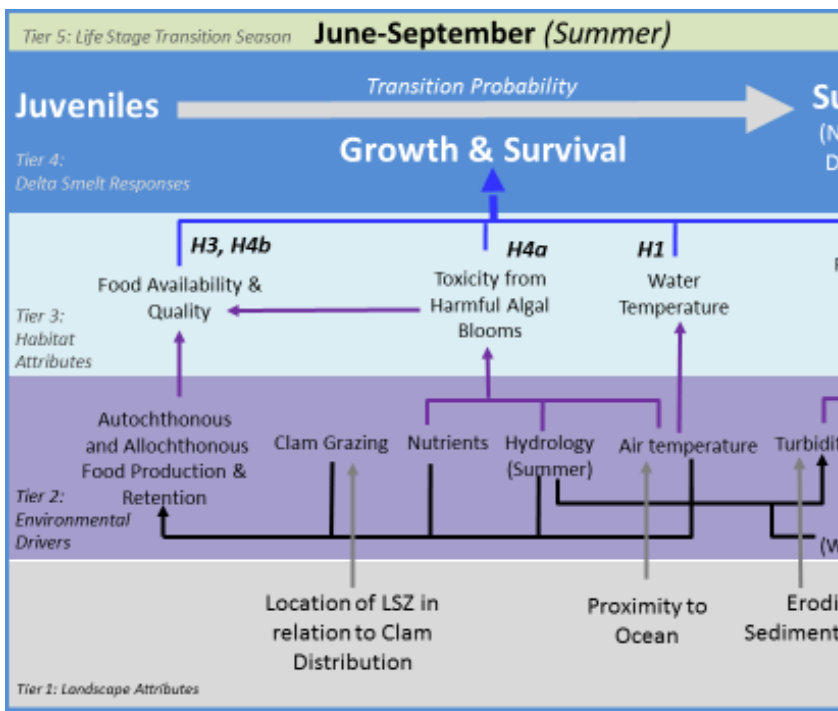 Tier 5: Life Stage Transition Season June-September (Summer)
Transition Probability
Juveniles
Growth & Survival
Tier 4:
Delta Smelt Responses
H3, H4b
H4a
H1
Food Availability &
Quality
Toxicity from
Harmful Algal
Blooms
Water
Temperature
Tier 3:
Habitat
Attributes
Autochthonous
and Allochthonous
Food Production &
Retention
Clam Grazing
Nutrients
Hydrology
(Summer)
Air temperature
Tier 2:
Environmental
Drivers
Location of LSZ in
relation to Clam
Distribution
Proximity to
Ocean
Sediment
Tier 1: Landscape Attributes